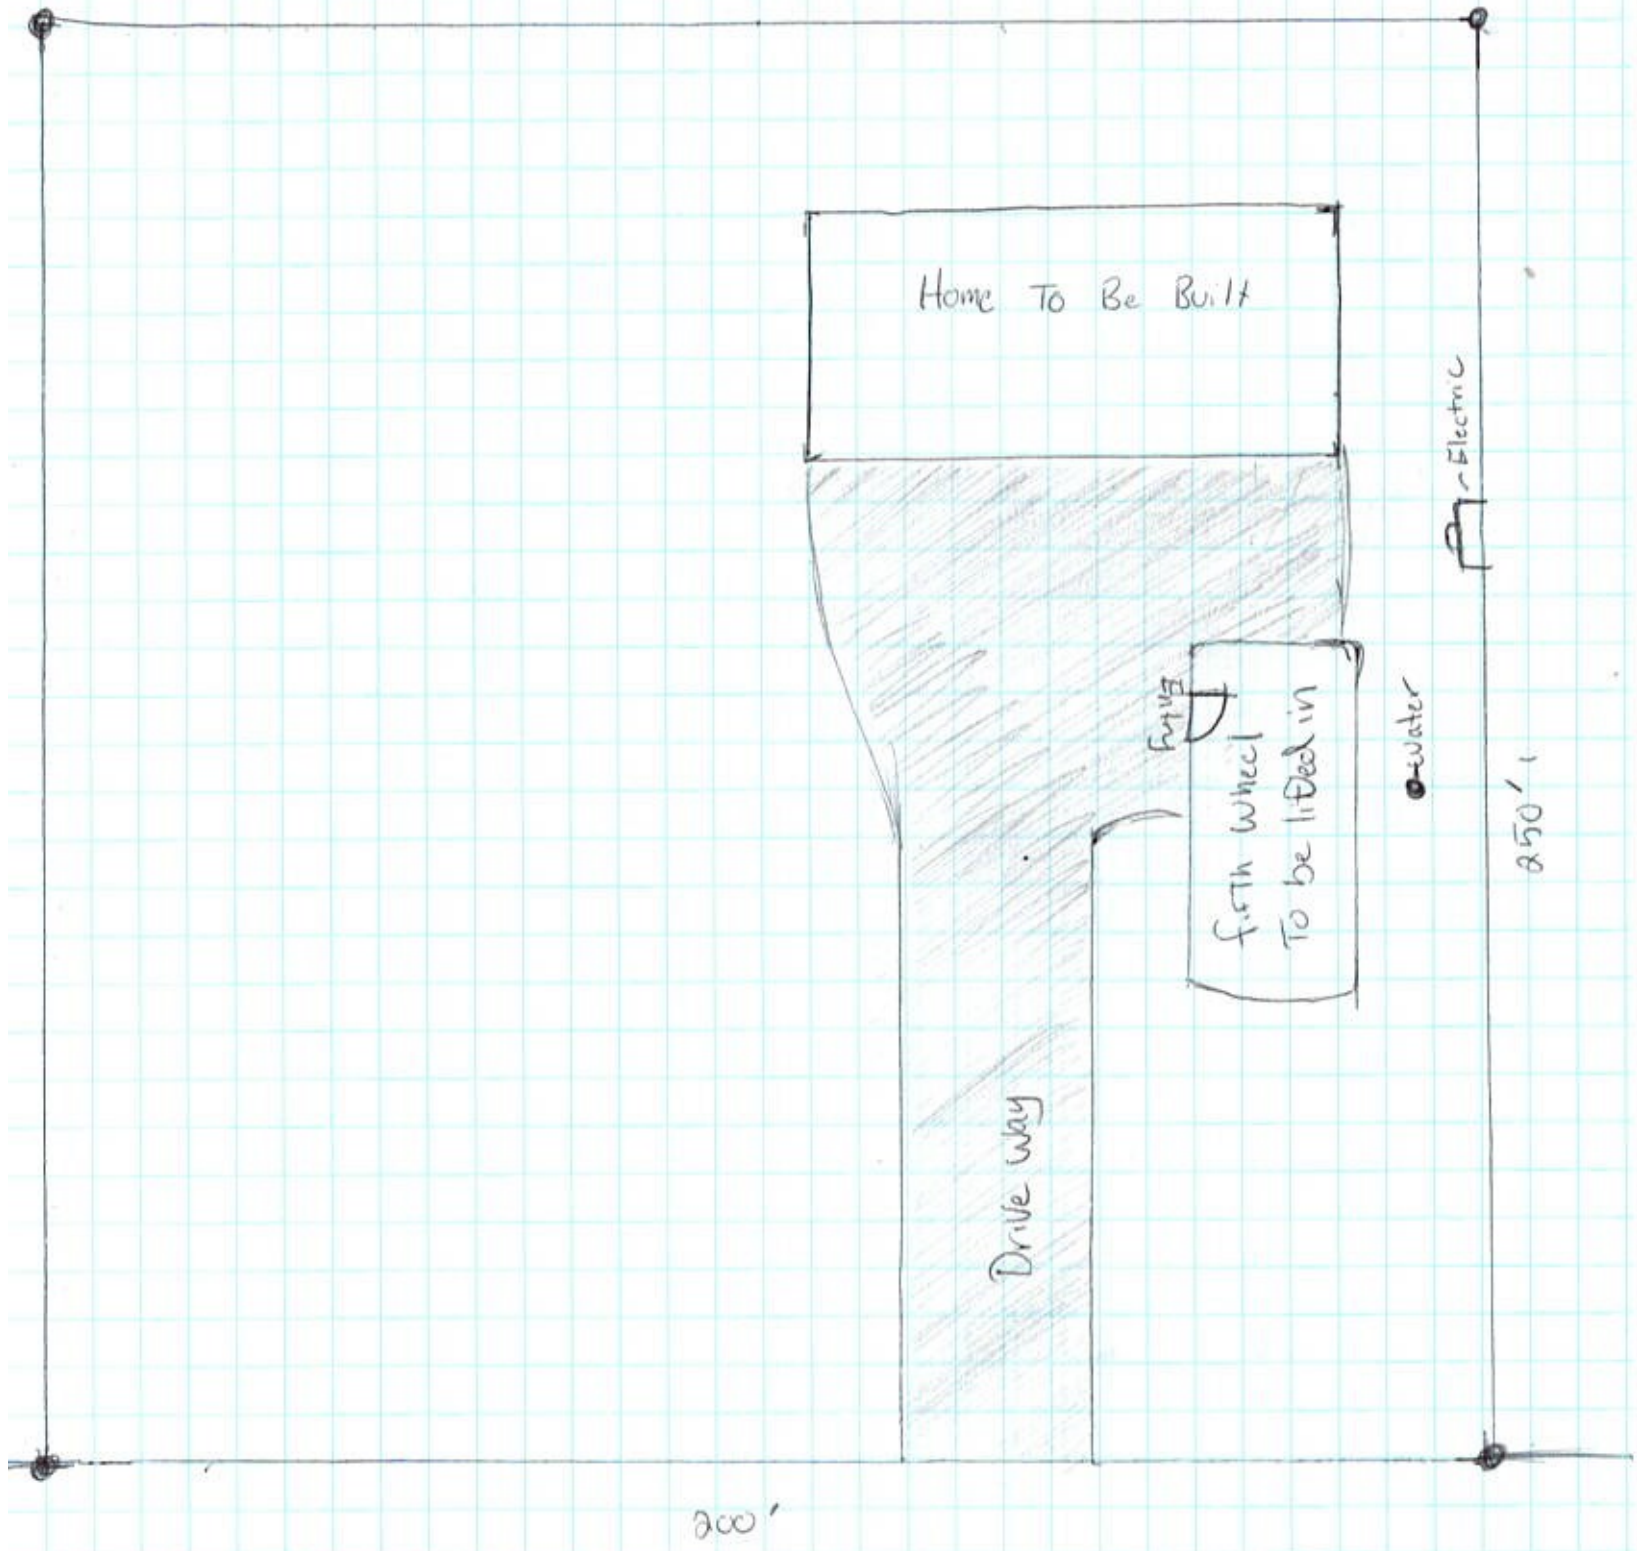 Home To Be Built
Electric
Entry
fifth wheel
To be lifted in
water
250'
Drive way
200'